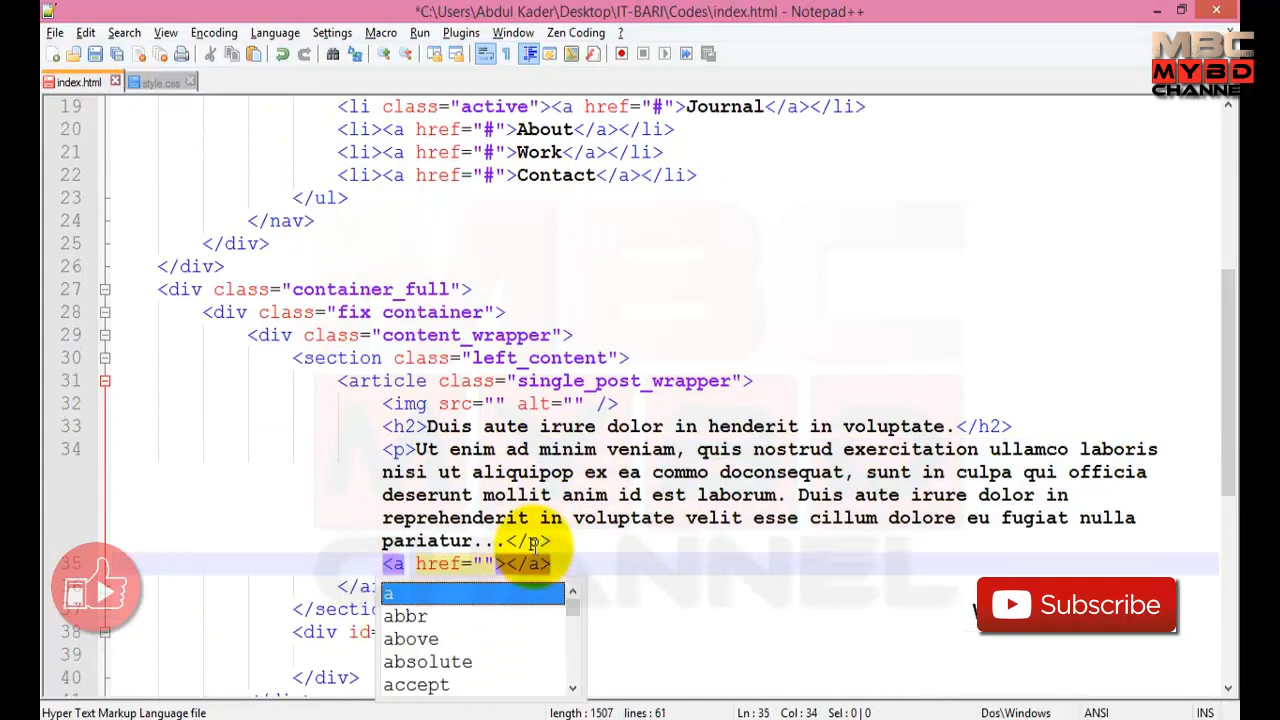 *C:\Users\Abdul Kader\Desktop\IT-BARI\Codes\index.html - Notepad++
File Edit Search View Encoding Language Settings Macro Run Plugins Window Zen Coding ?
index.html style.css
MBC
MYBD
CHANNEL
19 <li class="active"><a href="#">Journal</a></li>
20 <li><a href="#">About</a></li>
21 <li><a href="#">Work</a></li>
22 <li><a href="#">Contact</a></li>
23 </ul>
24 </nav>
25 </div>
26 </div>
27 <div class="container_full">
28 <div class="fix container">
29 <div class="content_wrapper">
30 <section class="left_content">
31 <article class="single_post_wrapper">
32 <img src="" alt="" />
33 <h2>Duis aute irure dolor in henderit in voluptate.</h2>
34 <p>Ut enim ad minim veniam, quis nostrud exercitation ullamco laboris
nisi ut aliquipop ex ea commo doconsequat, sunt in culpa qui officia
deserunt mollit anim id est laborum. Duis aute irure dolor in
reprehenderit in voluptate velit esse cillum dolore eu fugiat nulla
pariatur...</p>
35 <a href=""></a>
</ar
</section
38 <div id=
39
40 </div>
a
abbr
above
absolute
accept
Subscribe
Hyper Text Markup Language file length : 1507 lines : 61 Ln : 35 Col : 34 Sel : 0 | 0 Dos\Windows ANSI INS